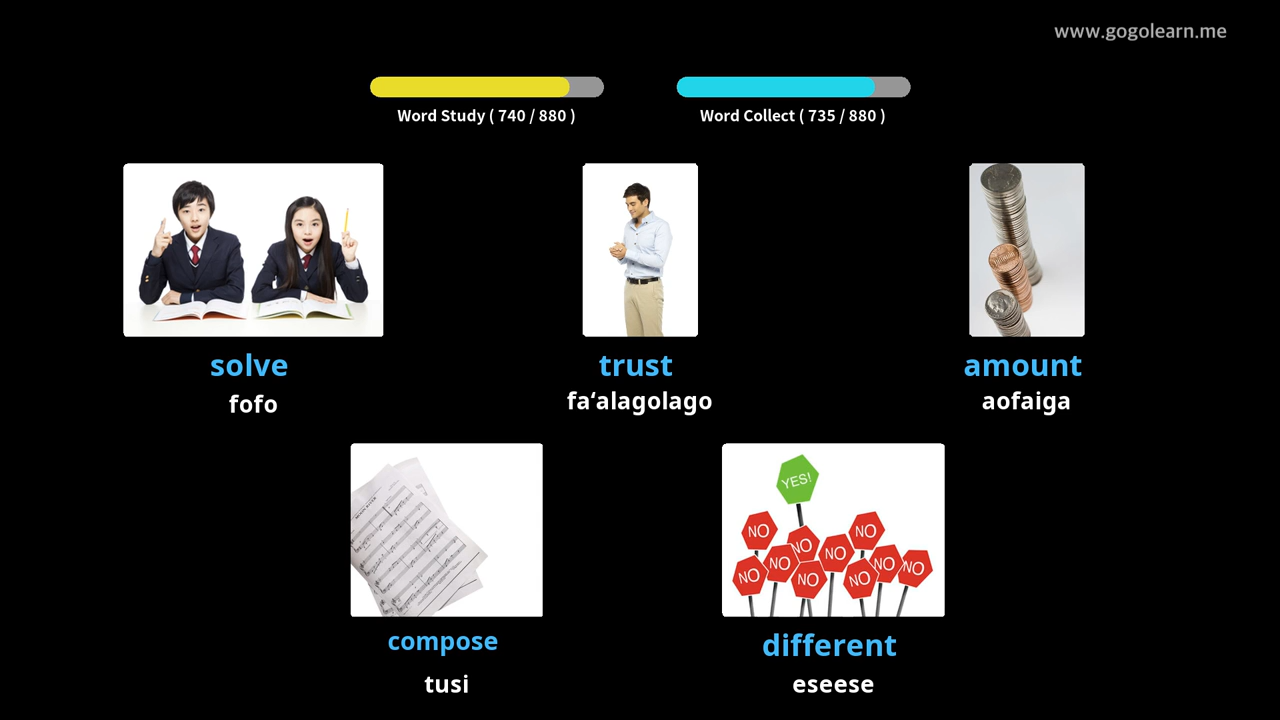 www.gogolearn.me
Word Study ( 740 / 880 )
Word Collect ( 735 / 880 )
solve
fofo
trust
faʻalagolago
amount
aofaiga
YES!
NO
NO
NO
NO
NO
NO
NO
NO
NO
NO
compose
tusi
different
eseese